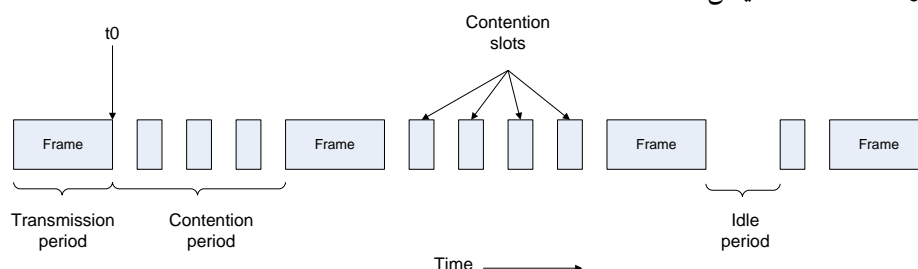 Contention
slots
t0
Frame
Frame
Frame
Frame
Transmission
period
Contention
period
Idle
period
Time